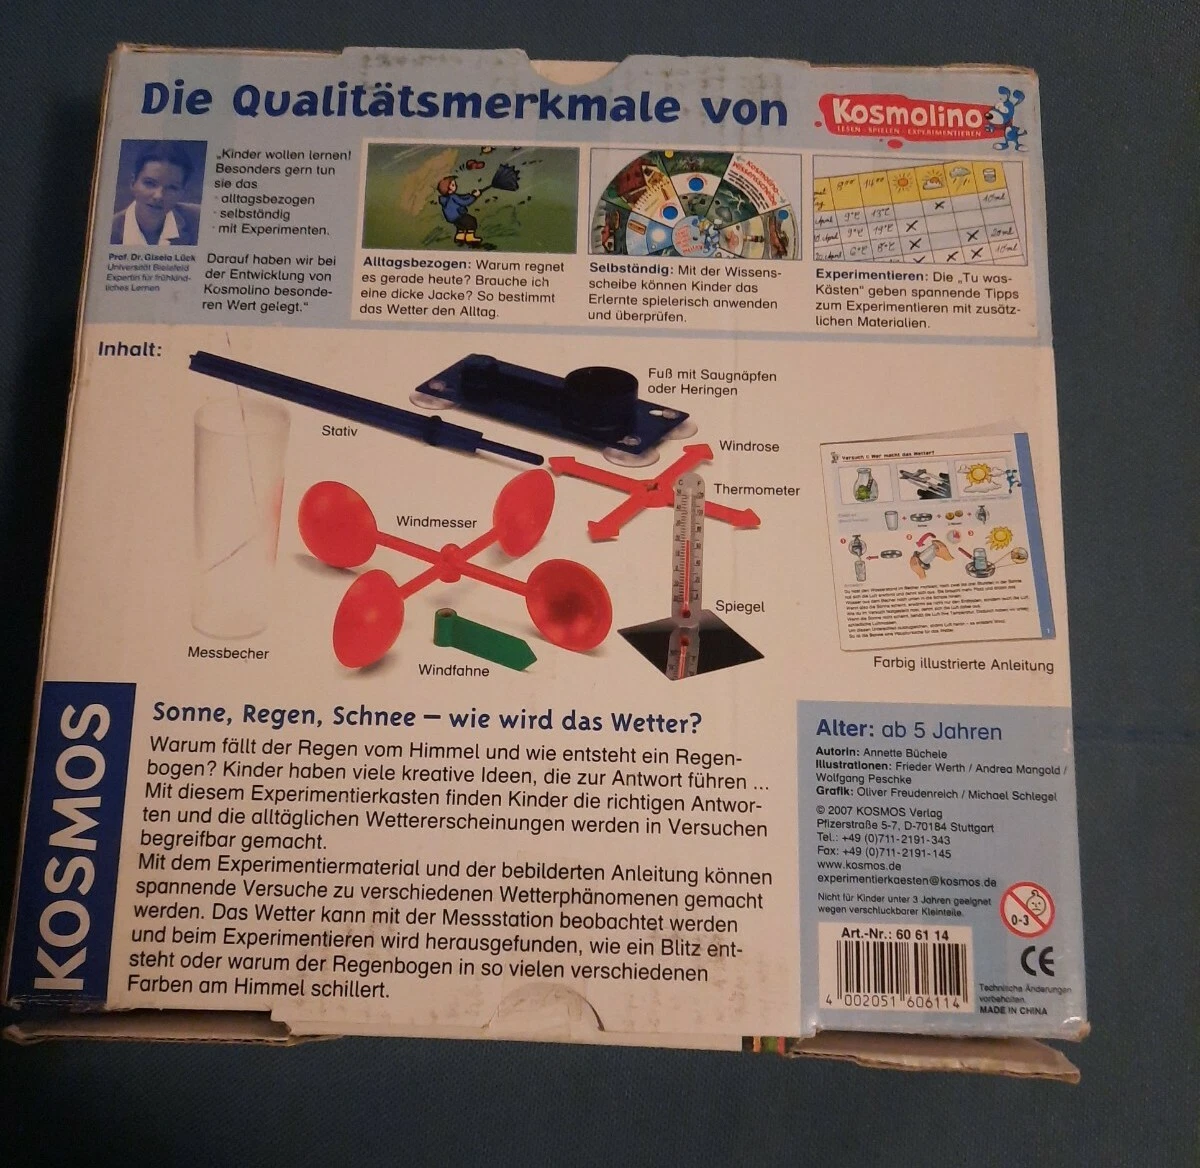 Die Qualitätsmerkmale von
Kosmolino
LESEN - SPIELEN - EXPERIMENTIEREN
„Kinder wollen lernen!
Besonders gern tun
sie das
· alltagsbezogen
· selbständig
· mit Experimenten.
Darauf haben wir bei
der Entwicklung von
Kosmolino besonde-
ren Wert gelegt.“
Prof. Dr. Gisela Lück
Universität Bielefeld
Expertin für frühkind-
liches Lernen
Alltagsbezogen: Warum regnet
es gerade heute? Brauche ich
eine dicke Jacke? So bestimmt
das Wetter den Alltag.
Kosmolino
Wissensscheibe
Selbständig: Mit der Wissens-
scheibe können Kinder das
Erlernte spielerisch anwenden
und überprüfen.
Experimentieren: Die „Tu was-
Kästen“ geben spannende Tipps
zum Experimentieren mit zusätz-
lichen Materialien.
Inhalt:
Fuß mit Saugnäpfen
oder Heringen
Stativ
Windrose
Thermometer
Windmesser
Spiegel
Messbecher
Windfahne
Farbig illustrierte Anleitung
KOSMOS
Sonne, Regen, Schnee – wie wird das Wetter?
Warum fällt der Regen vom Himmel und wie entsteht ein Regen-
bogen? Kinder haben viele kreative Ideen, die zur Antwort führen ...
Mit diesem Experimentierkasten finden Kinder die richtigen Antwor-
ten und die alltäglichen Wettererscheinungen werden in Versuchen
begreifbar gemacht.
Mit dem Experimentiermaterial und der bebilderten Anleitung können
spannende Versuche zu verschiedenen Wetterphänomenen gemacht
werden. Das Wetter kann mit der Messstation beobachtet werden
und beim Experimentieren wird herausgefunden, wie ein Blitz ent-
steht oder warum der Regenbogen in so vielen verschiedenen
Farben am Himmel schillert.
Alter: ab 5 Jahren
Autorin: Annette Büchele
Illustrationen: Frieder Werth / Andrea Mangold /
Wolfgang Peschke
Grafik: Oliver Freudenreich / Michael Schlegel
© 2007 KOSMOS Verlag
Pfizerstraße 5-7, D-70184 Stuttgart
Tel.: +49 (0)711-2191-343
Fax: +49 (0)711-2191-145
www.kosmos.de
experimentierkaesten@kosmos.de
Nicht für Kinder unter 3 Jahren geeignet
wegen verschluckbarer Kleinteile.
0-3
Art.-Nr.: 60 61 14
4 002051 606114
CE
Technische Änderungen
vorbehalten.
MADE IN CHINA